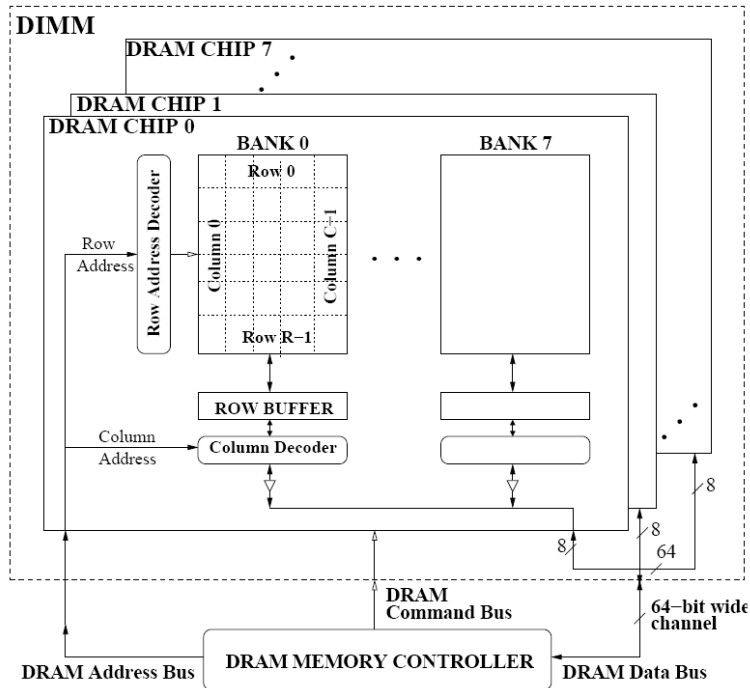 DIMM
DRAM CHIP 7
DRAM CHIP 1
DRAM CHIP 0
BANK 0
BANK 7
Row 0
Row Address Decoder
Column 0
Column C−1
Row
Address
Row R−1
ROW BUFFER
Column
Address
Column Decoder
8
8
8
64
DRAM
Command Bus
64−bit wide
channel
DRAM Address Bus
DRAM MEMORY CONTROLLER
DRAM Data Bus